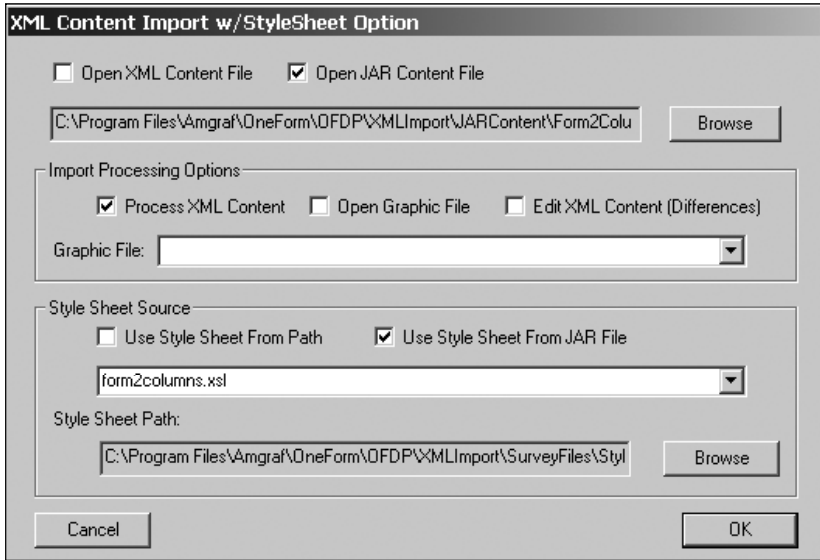 XML Content Import w/StyleSheet Option
Open XML Content File Open JAR Content File
C:\Program Files\Amgraf\OneForm\OFDP\XMLImport\JARContent\Form2Colu Browse
Import Processing Options
Process XML Content Open Graphic File Edit XML Content (Differences)
Graphic File:
Style Sheet Source
Use Style Sheet From Path Use Style Sheet From JAR File
form2columns.xsl
Style Sheet Path:
C:\Program Files\Amgraf\OneForm\OFDP\XMLImport\SurveyFiles\Styl Browse
Cancel OK